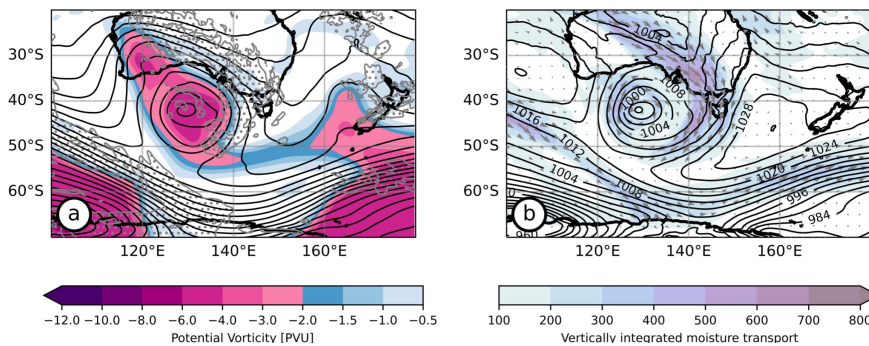 30°S
40°S
50°S
60°S
a
120°E
140°E
160°E
−12.0
−10.0
−8.0
−6.0
−4.0
−3.0
−2.0
−1.5
−1.0
−0.5
Potential Vorticity [PVU]
30°S
40°S
50°S
60°S
1004
1000
1008
1004
1028
1016
1012
1004
1008
1024
1020
996
984
960
b
120°E
140°E
160°E
100
200
300
400
500
600
700
800
Vertically integrated moisture transport